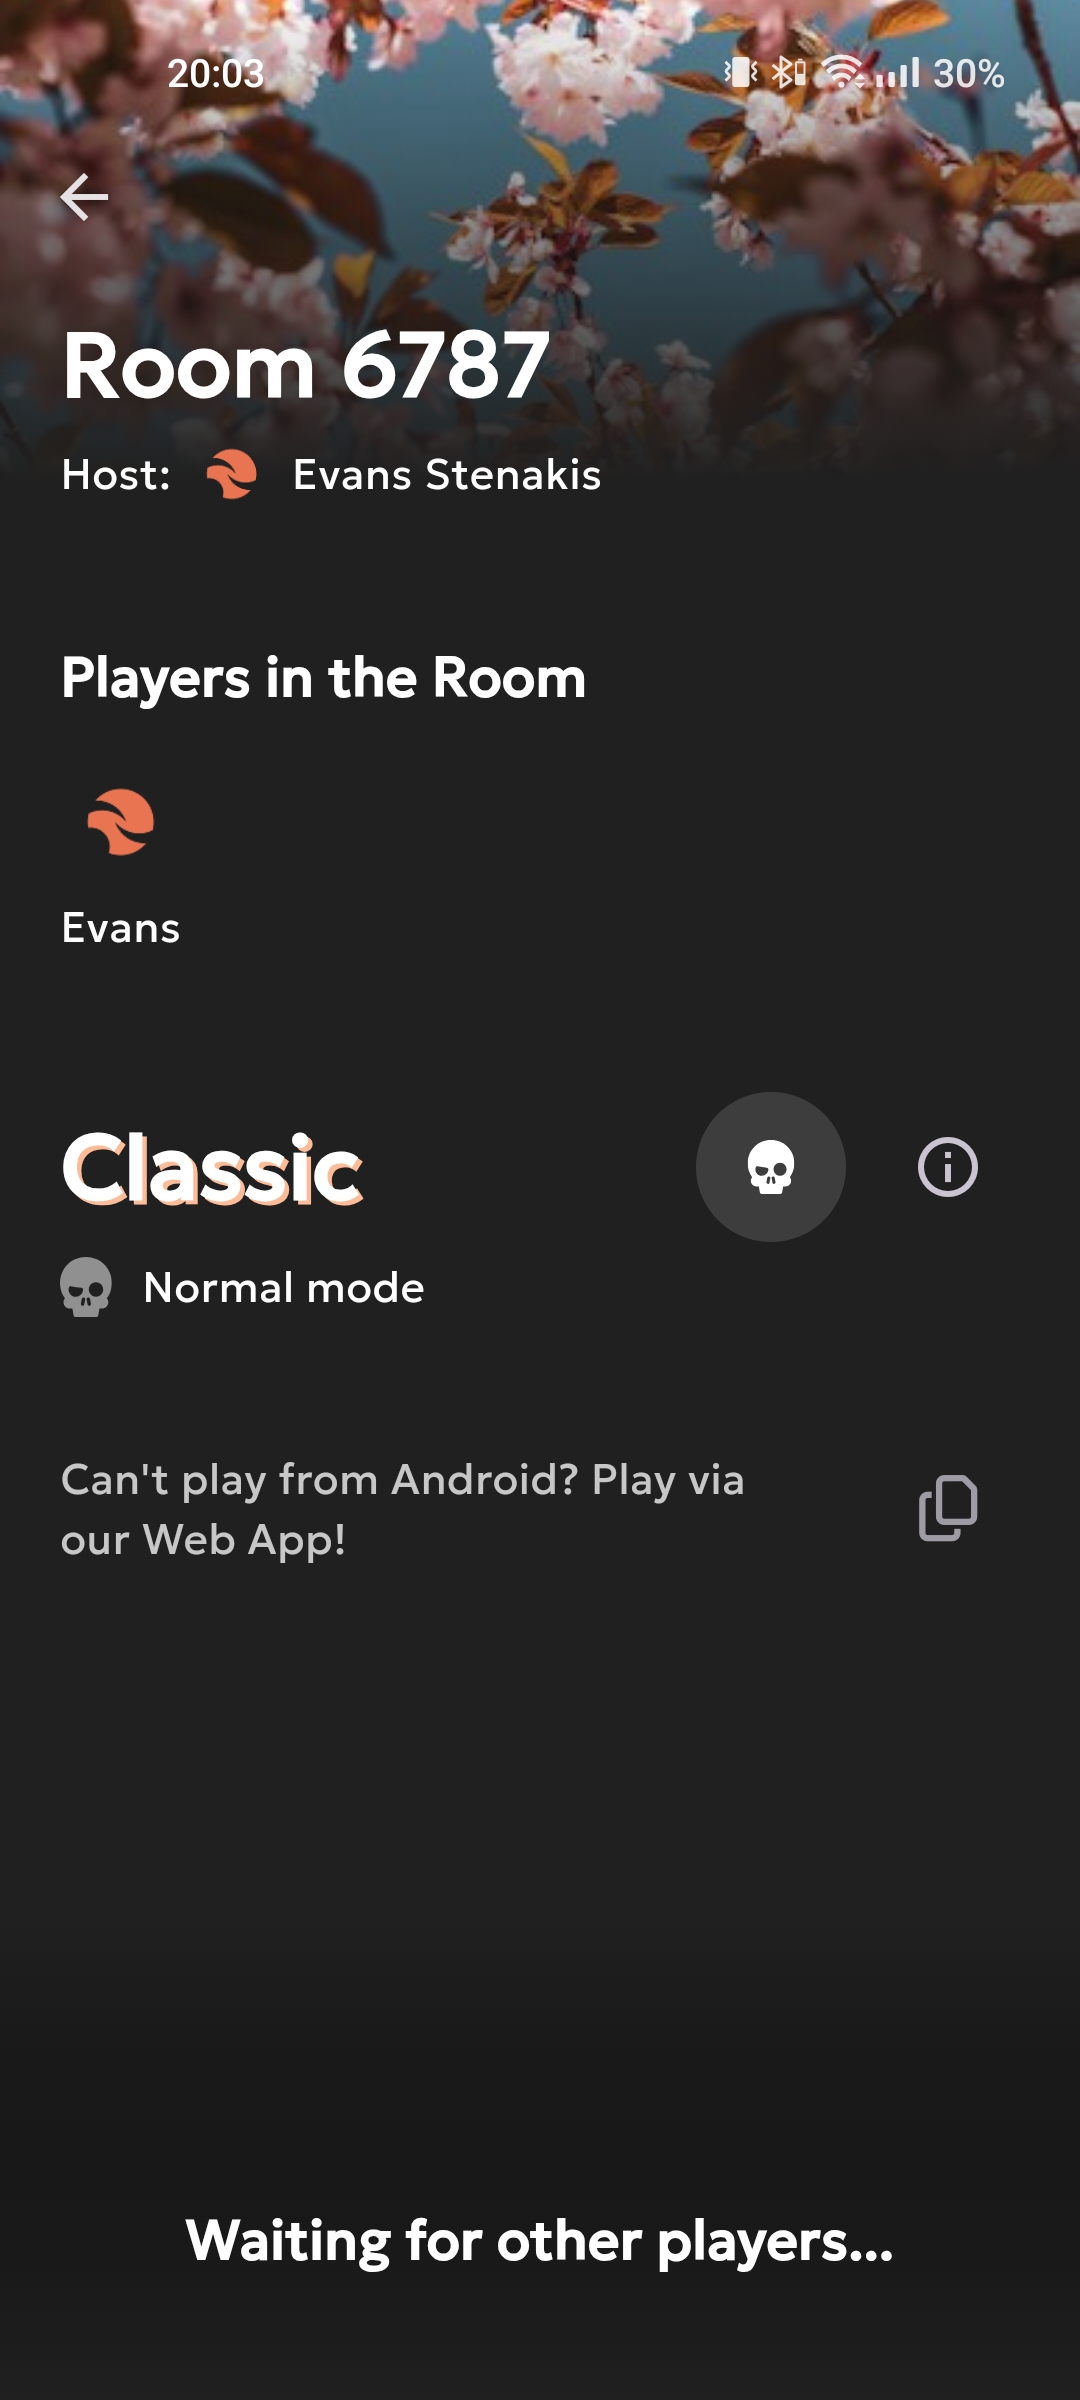 20:03
30%
Room 6787
Host: Evans Stenakis
Players in the Room
Evans
Classic
Normal mode
Can't play from Android? Play via
our Web App!
Waiting for other players...